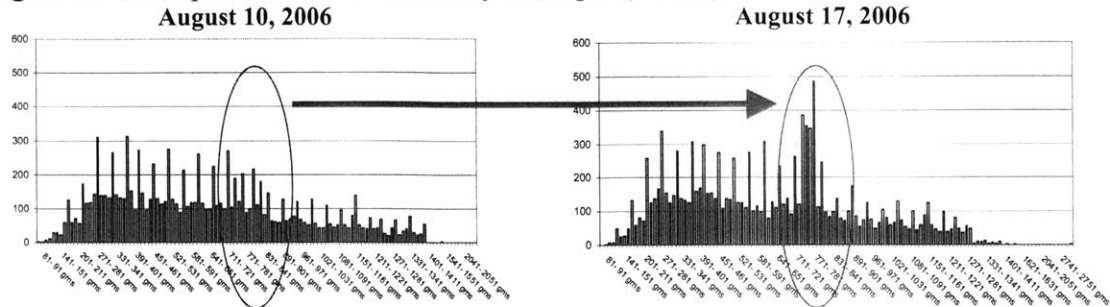 August 10, 2006
August 17, 2006
600
500
400
300
200
100
0
81- 91 gms
141- 151 gms
201- 211 gms
271- 281 gms
331- 341 gms
391- 401 gms
451- 461 gms
521- 531 gms
581- 591 gms
711- 721 gms
771- 781 gms
891- 901 gms
1021- 1031 gms
1081- 1091 gms
1151- 1161 gms
1211- 1221 gms
1271- 1281 gms
1331- 1341 gms
1401- 1411 gms
1541- 1551 gms
2041- 2051 gms
600
500
400
300
200
100
0
81- 91 gms
141- 151 gms
201- 211 gms
331- 341 gms
391- 401 gms
451- 461 gms
521- 531 gms
581- 591 gms
711- 721 gms
771- 781 gms
891- 901 gms
961- 971 gms
1021- 1031 gms
1081- 1091 gms
1151- 1161 gms
1211- 1221 gms
1271- 1281 gms
1331- 1341 gms
1401- 1411 gms
1621- 1631 gms
2041- 2051 gms
2741- 2751 gms